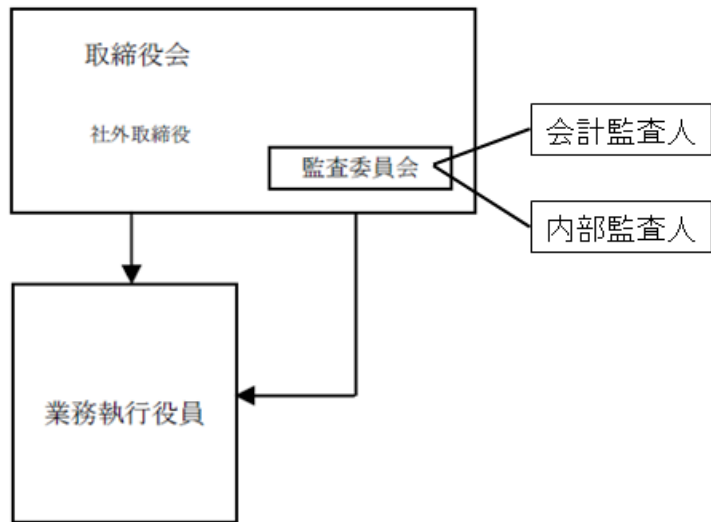 取締役会
社外取締役
監査委員会
会計監査人
内部監査人
業務執行役員